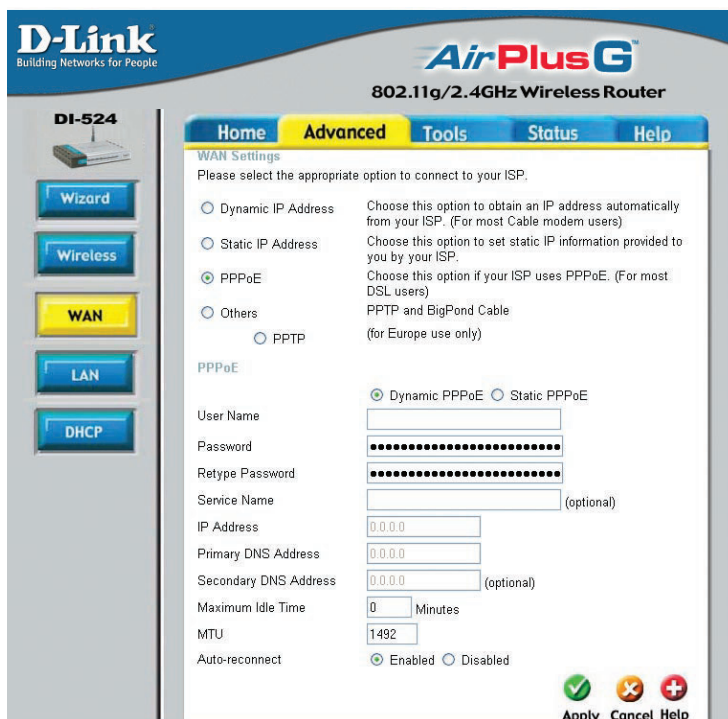 D-Link
Building Networks for People
AirPlus G™
802.11g/2.4GHz Wireless Router
DI-524
Home Advanced Tools Status Help
Wizard
Wireless
WAN
LAN
DHCP
WAN Settings
Please select the appropriate option to connect to your ISP.
Dynamic IP Address Choose this option to obtain an IP address automatically
from your ISP. (For most Cable modem users)
Static IP Address Choose this option to set static IP information provided to
you by your ISP.
PPPoE Choose this option if your ISP uses PPPoE. (For most
DSL users)
Others PPTP and BigPond Cable
PPTP (for Europe use only)
PPPoE
Dynamic PPPoE Static PPPoE
User Name
Password ●●●●●●●●●●●●●●●●●●●●●●●●●
Retype Password ●●●●●●●●●●●●●●●●●●●●●●●●●
Service Name (optional)
IP Address 0.0.0.0
Primary DNS Address 0.0.0.0
Secondary DNS Address 0.0.0.0 (optional)
Maximum Idle Time 0 Minutes
MTU 1492
Auto-reconnect Enabled Disabled
Apply Cancel Help